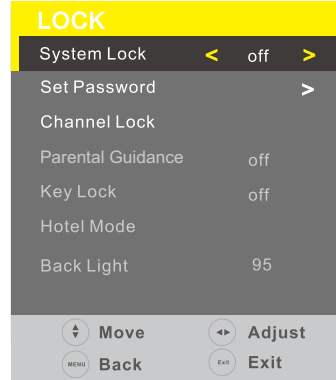 LOCK
System Lock < off >
Set Password >
Channel Lock
Parental Guidance off
Key Lock off
Hotel Mode
Back Light 95
Move Adjust
MENU Back Exit Exit